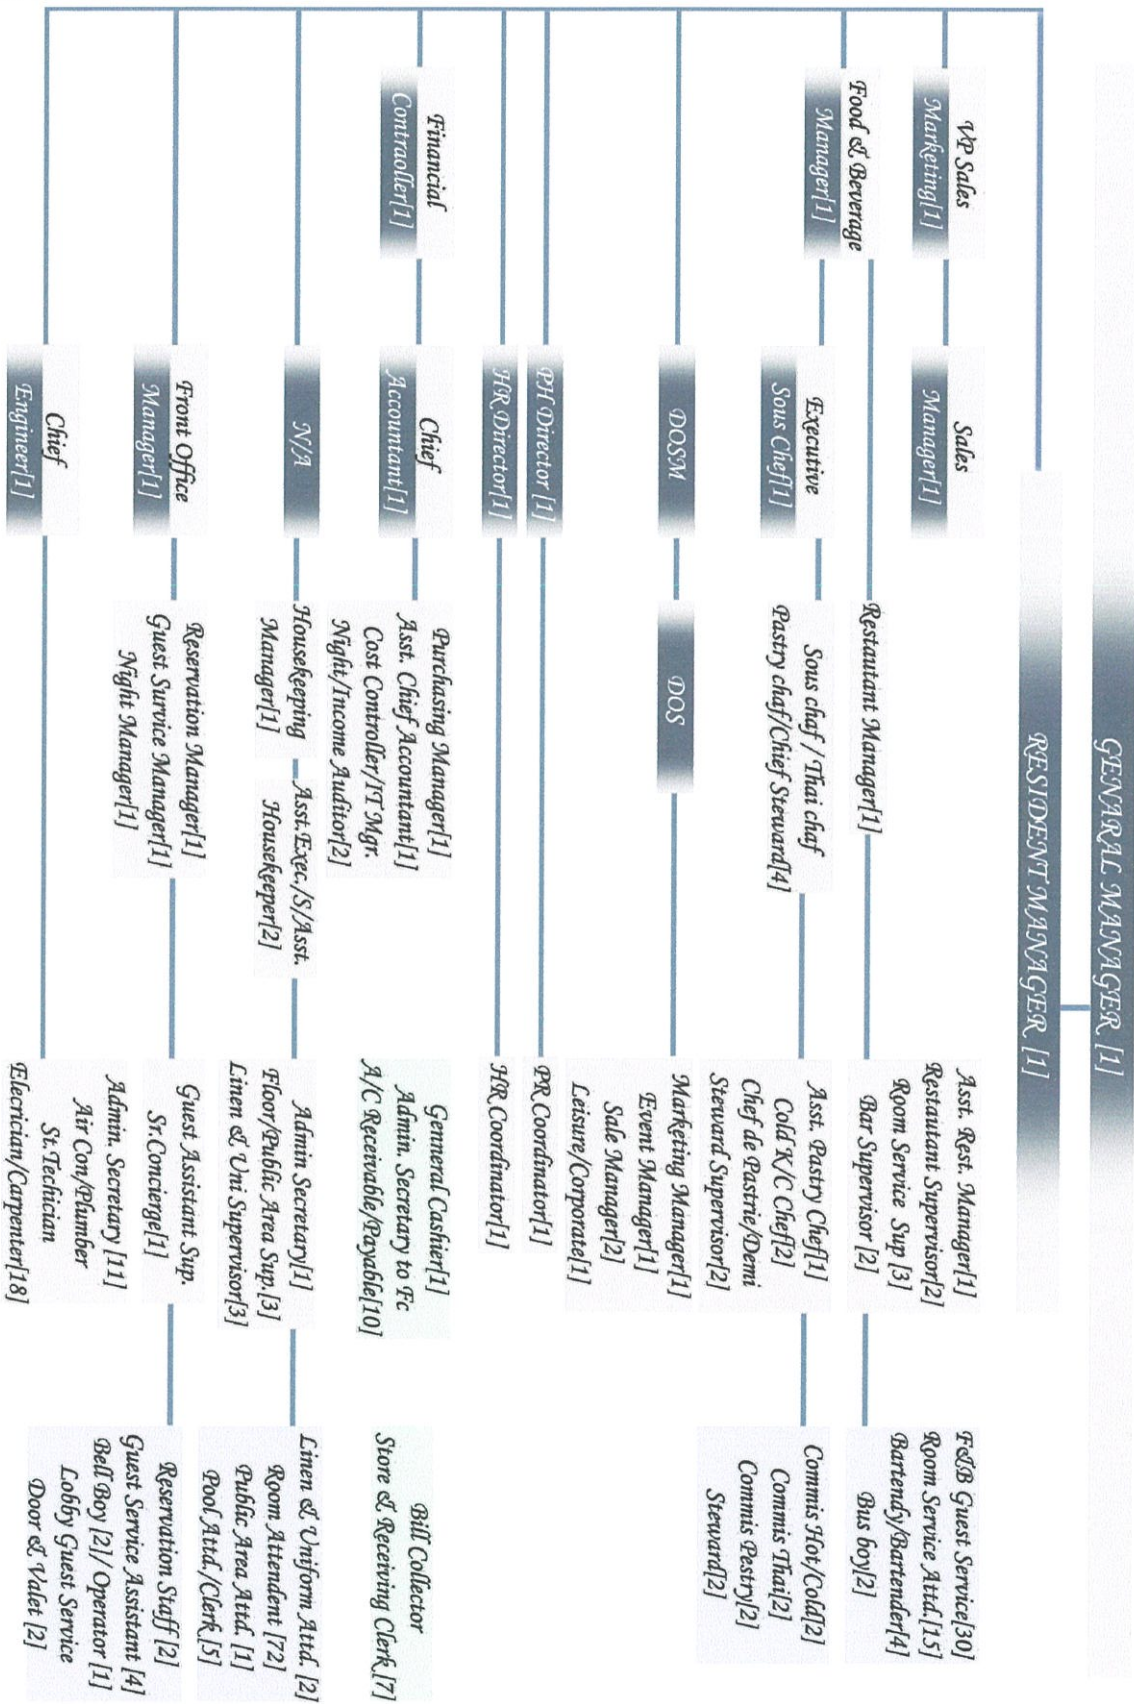 GENARAL MANAGER [1]
RESIDENT MANAGER [1]
VP Sales
Marketing[1]
Sales
Manager[1]
Food & Beverage
Manager[1]
Restautant Manager[1]
Asst. Rest. Manager[1]
Restautant Supervisor[2]
Room Service Sup [3]
Bar Supervisor [2]
F&B Guest Service[30]
Room Service Attd.[15]
Bartendy/Bartender[4]
Bus boy[2]
Executive
Sous Chef[1]
Sous chaf / Thai chaf
Pastry chaf/Chief Steward[4]
Asst. Pastry Chef[1]
Cold K/C Chef[2]
Chef de Pastrie/Demi
Steward Supervisor[2]
Commis Hot/Cold[2]
Commis Thai[2]
Commis Pestry[2]
Steward[2]
DOSM
DOS
Marketing Manager[1]
Event Manager[1]
Sale Manager[2]
Leisure/Corporate[1]
PH Director [1]
PR Coordinator[1]
HR Director[1]
HR Coordinator[1]
Financial
Contraoller[1]
Chief
Accountant[1]
Purchasing Manager[1]
Asst. Chief Accountant[1]
Cost Controller/IT Mgr.
Night/Income Auditor[2]
Genneral Cashier[1]
Admin. Secretary to Fc
A/C Receivable/Payable[10]
Bill Collector
Store & Receiving Clerk [7]
N/A
Housekeeping
Manager[1]
Asst.Exec./S/Asst.
Housekeeper[2]
Admin Secretary[1]
Floor/Public Area Sup.[3]
Linen & Uni Supervisor[3]
Linen & Uniform Attd. [2]
Room Attendent [72]
Public Area Attd. [1]
Pool Attd./Clerk[5]
Front Office
Manager[1]
Reservation Manager[1]
Guest Survice Manager[1]
Night Manager[1]
Guest Assistant Sup.
Sr.Concierge[1]
Reservation Staff [2]
Guest Service Assistant [4]
Bell Boy [2]/ Operator [1]
Lobby Guest Service
Door & Valet [2]
Chief
Engineer[1]
Admin. Secretary [11]
Air Con/Plumber
St.Techician
Elecrician/Carpenter[18]